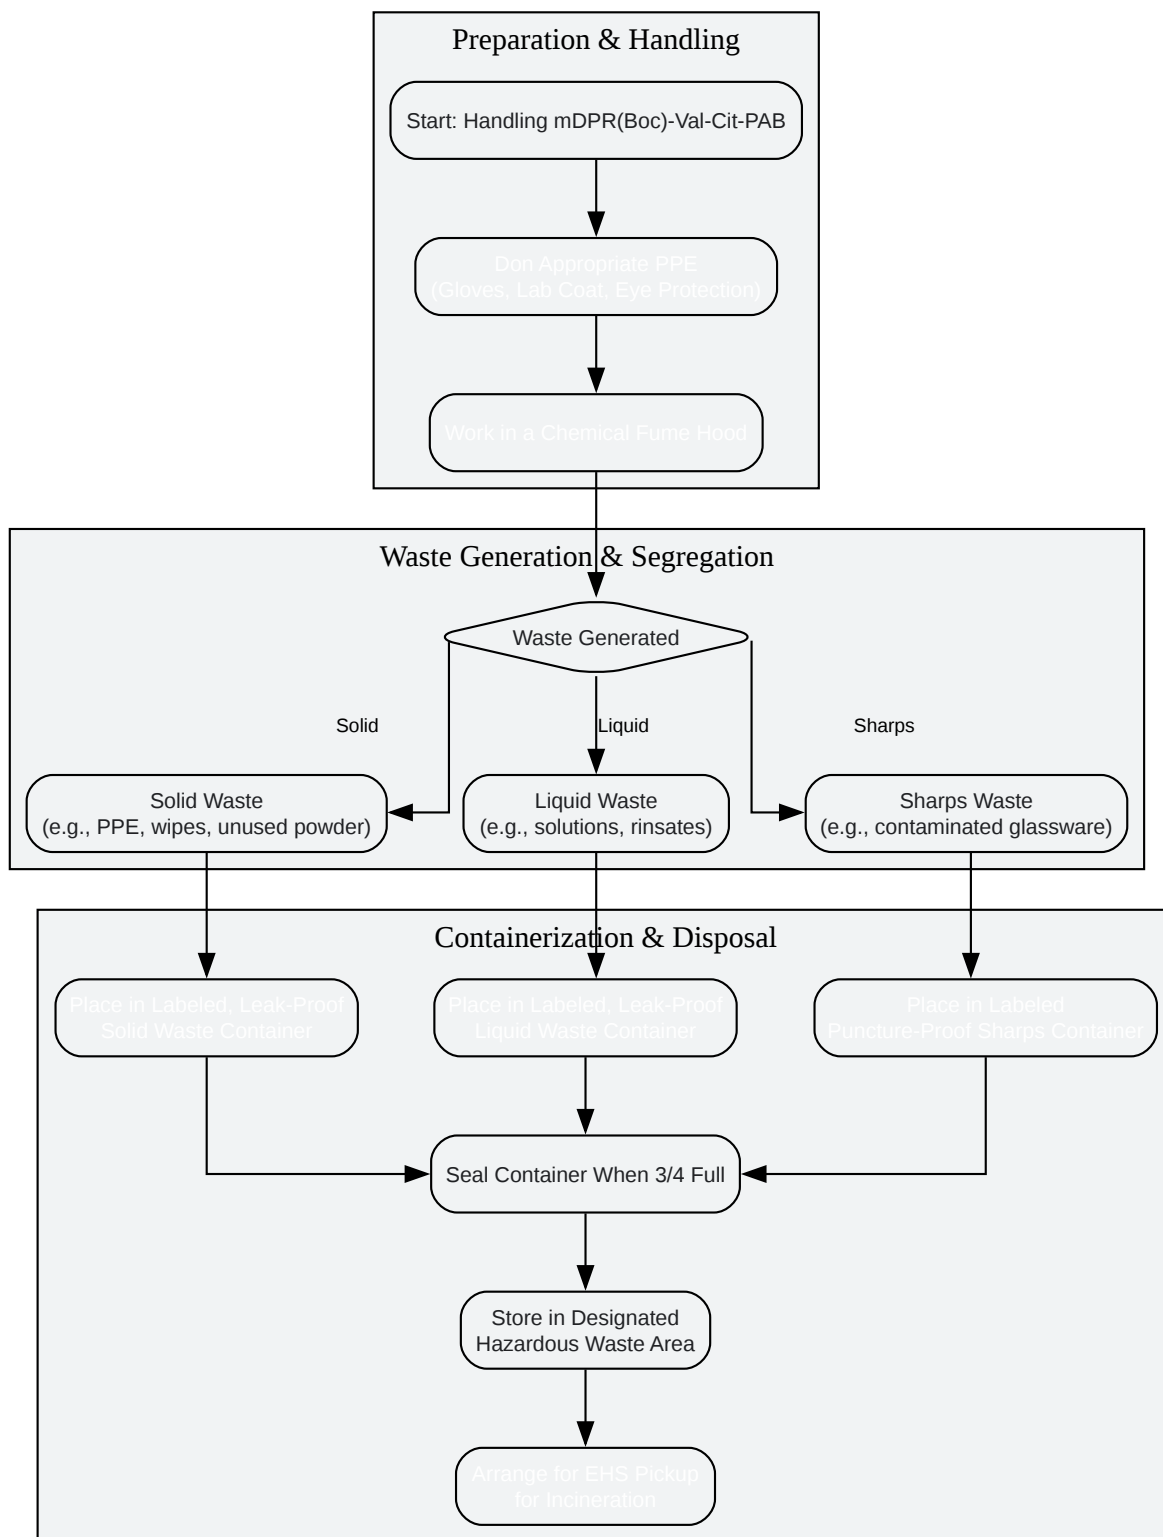 Preparation & Handling
Start: Handling mDPR(Boc)-Val-Cit-PAB
Don Appropriate PPE
(Gloves, Lab Coat, Eye Protection)
Work in a Chemical Fume Hood
Waste Generation & Segregation
Waste Generated
Solid
Liquid
Sharps
Solid Waste
(e.g., PPE, wipes, unused powder)
Liquid Waste
(e.g., solutions, rinsates)
Sharps Waste
(e.g., contaminated glassware)
Containerization & Disposal
Place in Labeled, Leak-Proof
Solid Waste Container
Place in Labeled, Leak-Proof
Liquid Waste Container
Place in Labeled
Puncture-Proof Sharps Container
Seal Container When 3/4 Full
Store in Designated
Hazardous Waste Area
Arrange for EHS Pickup
for Incineration